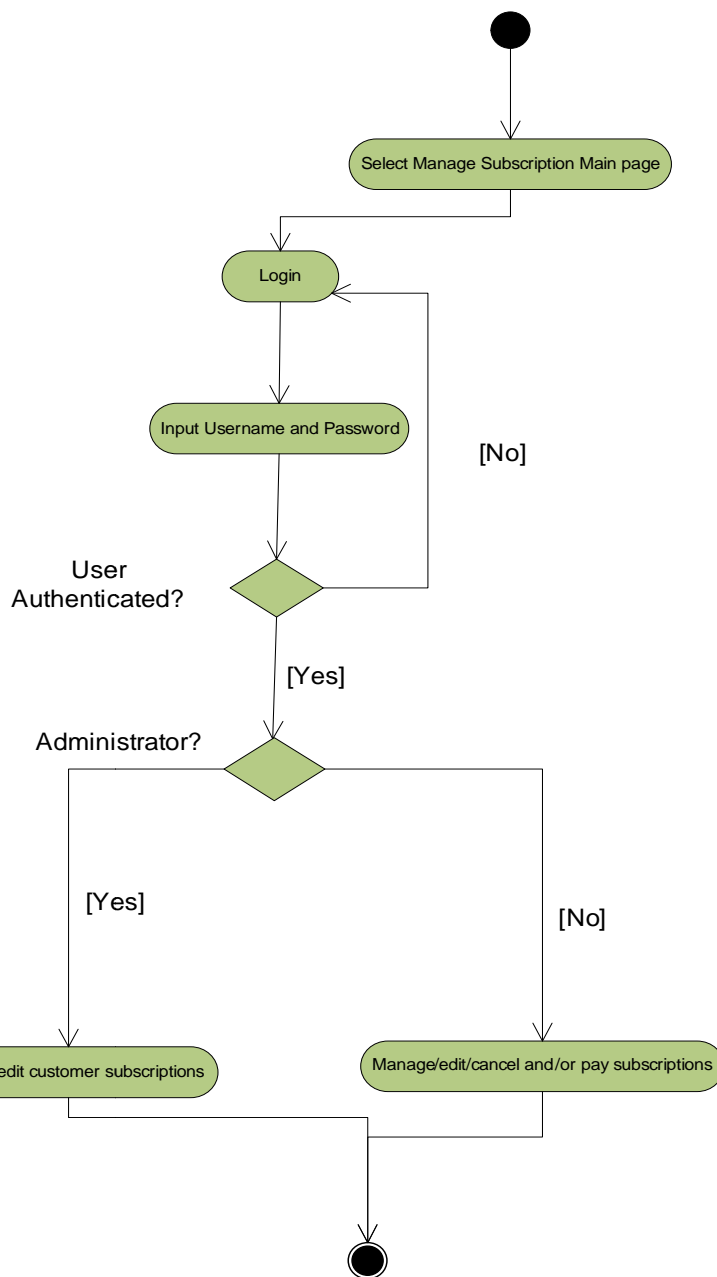 Select Manage Subscription Main page
Login
Input Username and Password
[No]
User
Authenticated?
[Yes]
Administrator?
[Yes]
[No]
edit customer subscriptions
Manage/edit/cancel and/or pay subscriptions